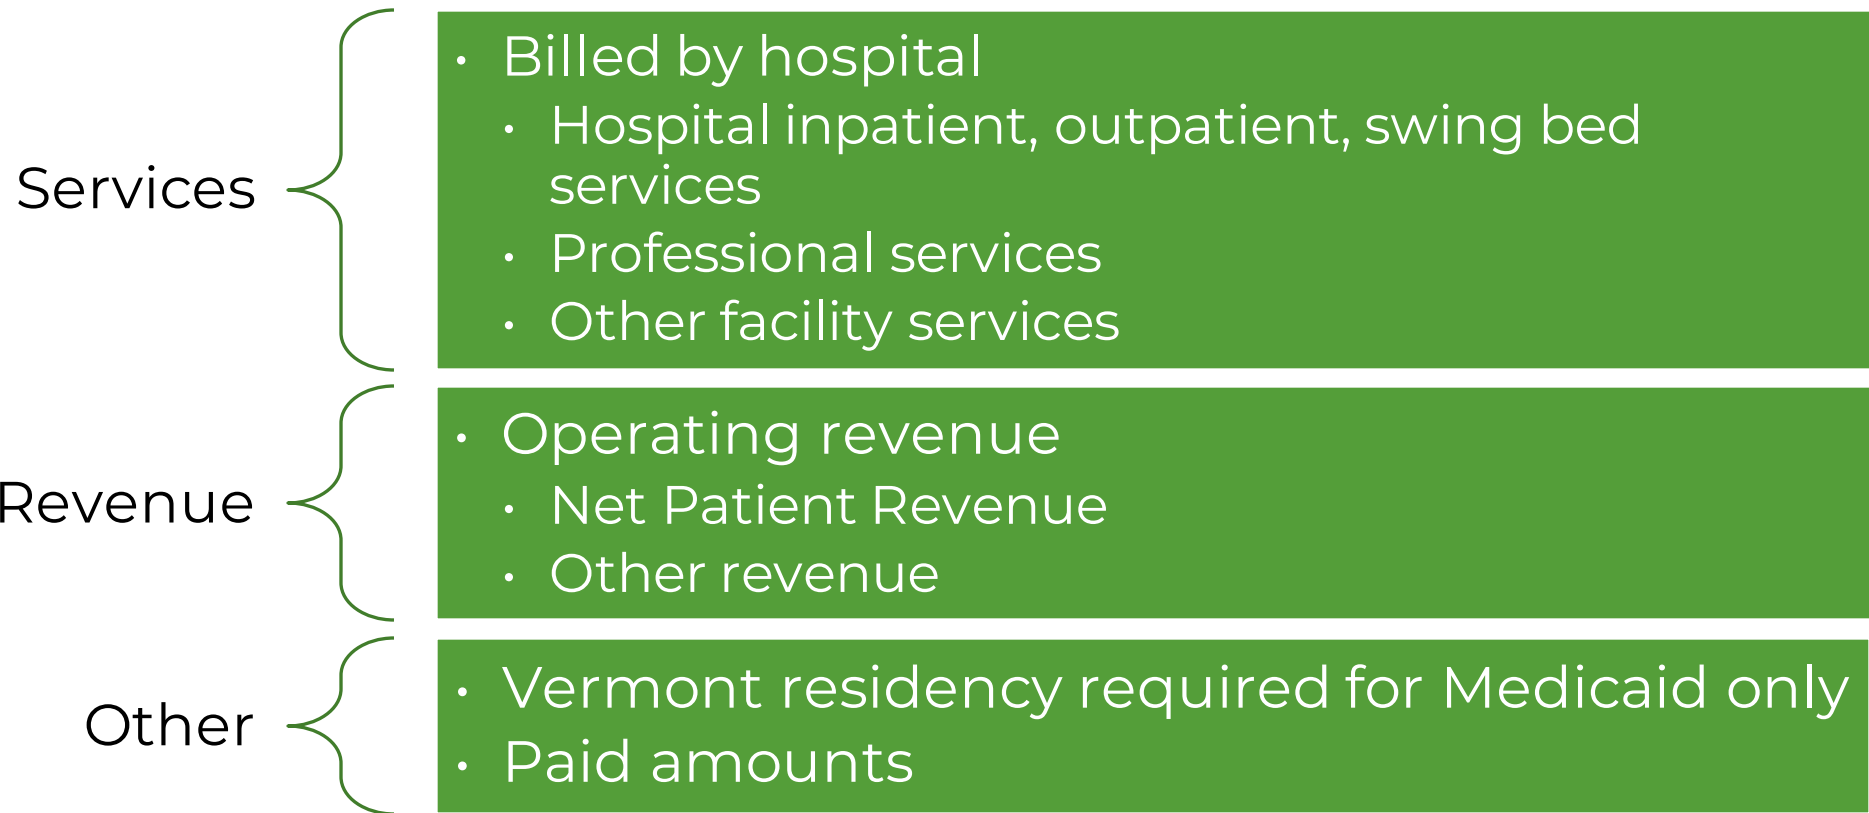 Services
• Billed by hospital
• Hospital inpatient, outpatient, swing bed
services
• Professional services
• Other facility services
Revenue
• Operating revenue
• Net Patient Revenue
• Other revenue
Other
• Vermont residency required for Medicaid only
• Paid amounts